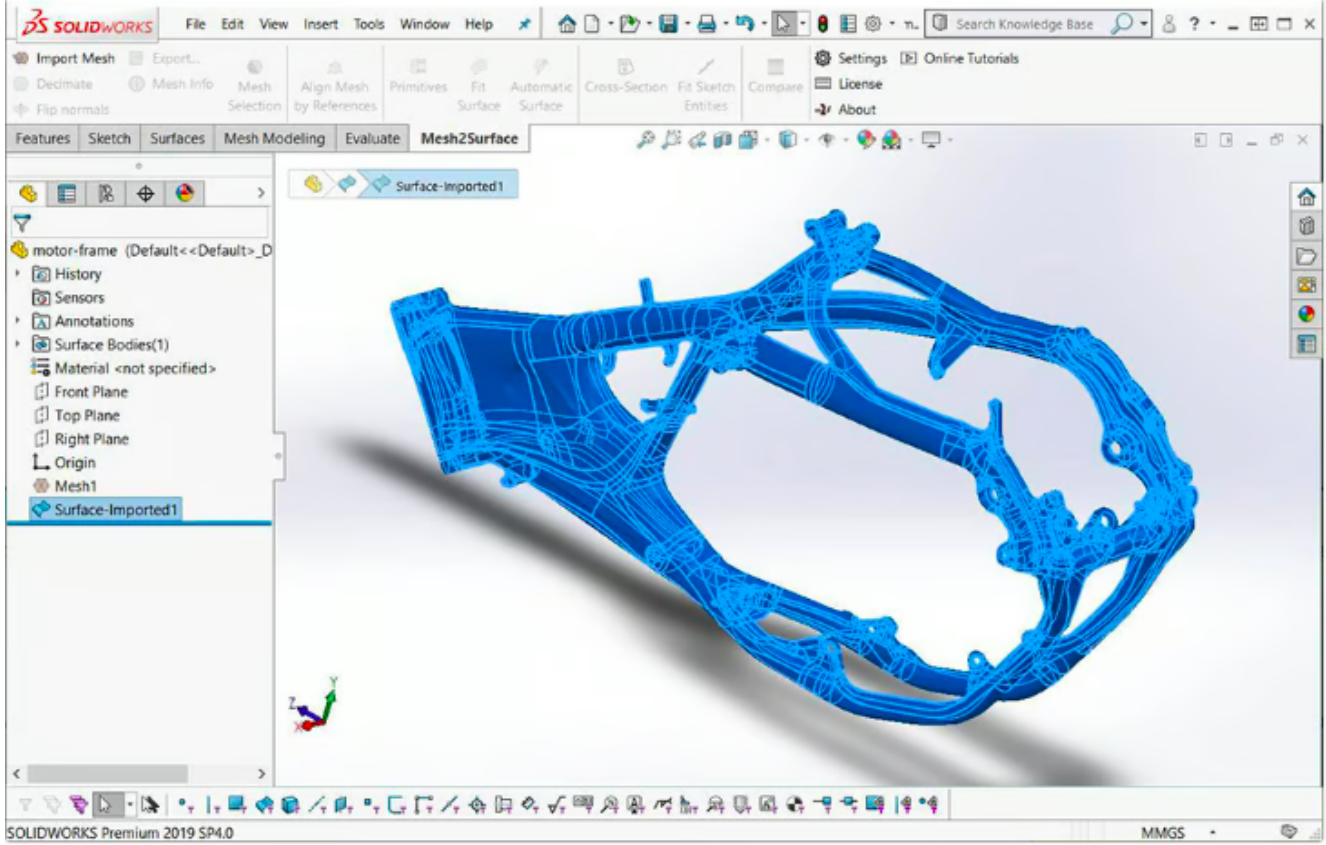 3S SOLIDWORKS File Edit View Insert Tools Window Help n... Search Knowledge Base ?
Import Mesh Export... Settings Online Tutorials
Decimate Mesh Info Mesh Align Mesh Primitives Fit Automatic Cross-Section Fit Sketch Compare License
Flip normals Selection by References Surface Surface Entities About
Features Sketch Surfaces Mesh Modeling Evaluate Mesh2Surface
Surface-Imported1
motor-frame (Default<<Default>_D
History
Sensors
A Annotations
Surface Bodies(1)
Material <not specified>
Front Plane
Top Plane
Right Plane
Origin
Mesh1
Surface-Imported1
Y
Z
X
SOLIDWORKS Premium 2019 SP4.0 MMGS